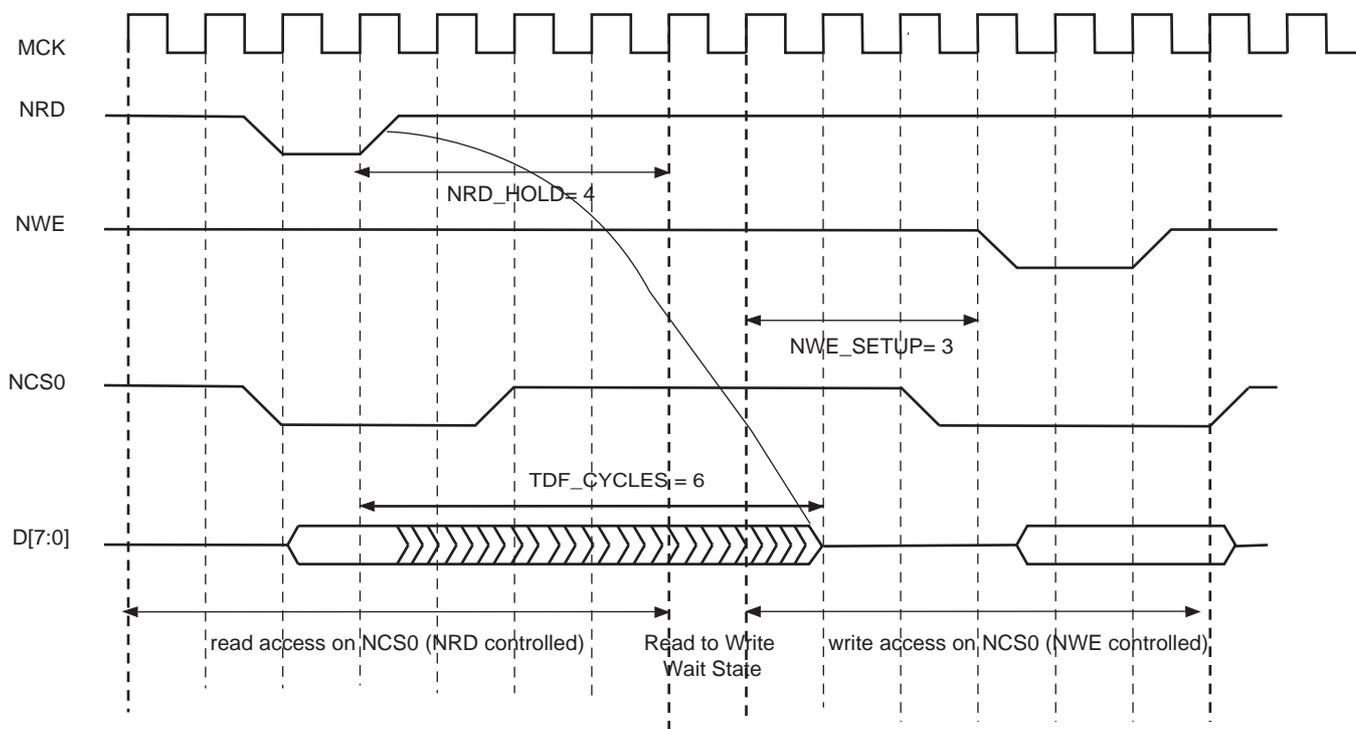 MCK
NRD
NRD_HOLD= 4
NWE
NWE_SETUP= 3
NCS0
TDF_CYCLES = 6
D[7:0]
read access on NCS0 (NRD controlled)
Read to Write
Wait State
write access on NCS0 (NWE controlled)